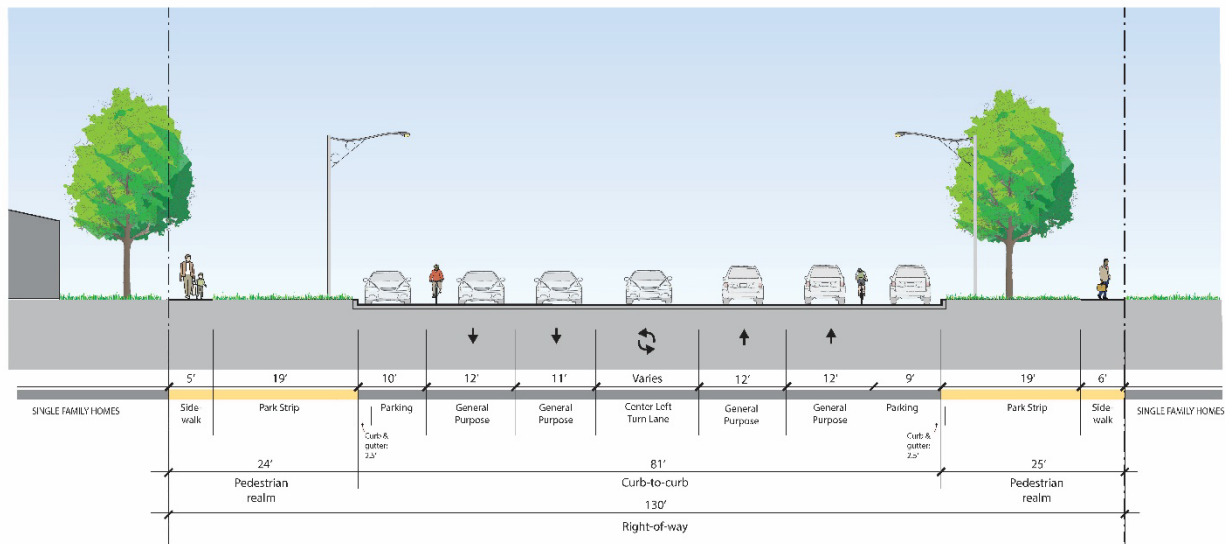 5' 19' 10' 12' 11' Varies 12' 12' 9' 19' 6'
SINGLE FAMILY HOMES
Side
walk
Park Strip
Parking
General
Purpose
General
Purpose
Center Left
Turn Lane
General
Purpose
General
Purpose
Parking
Park Strip
Side
walk
SINGLE FAMILY HOMES
Curb &
gutter:
2.5'
Curb &
gutter:
2.5'
24'
Pedestrian
realm
81'
Curb-to-curb
25'
Pedestrian
realm
130'
Right-of-way